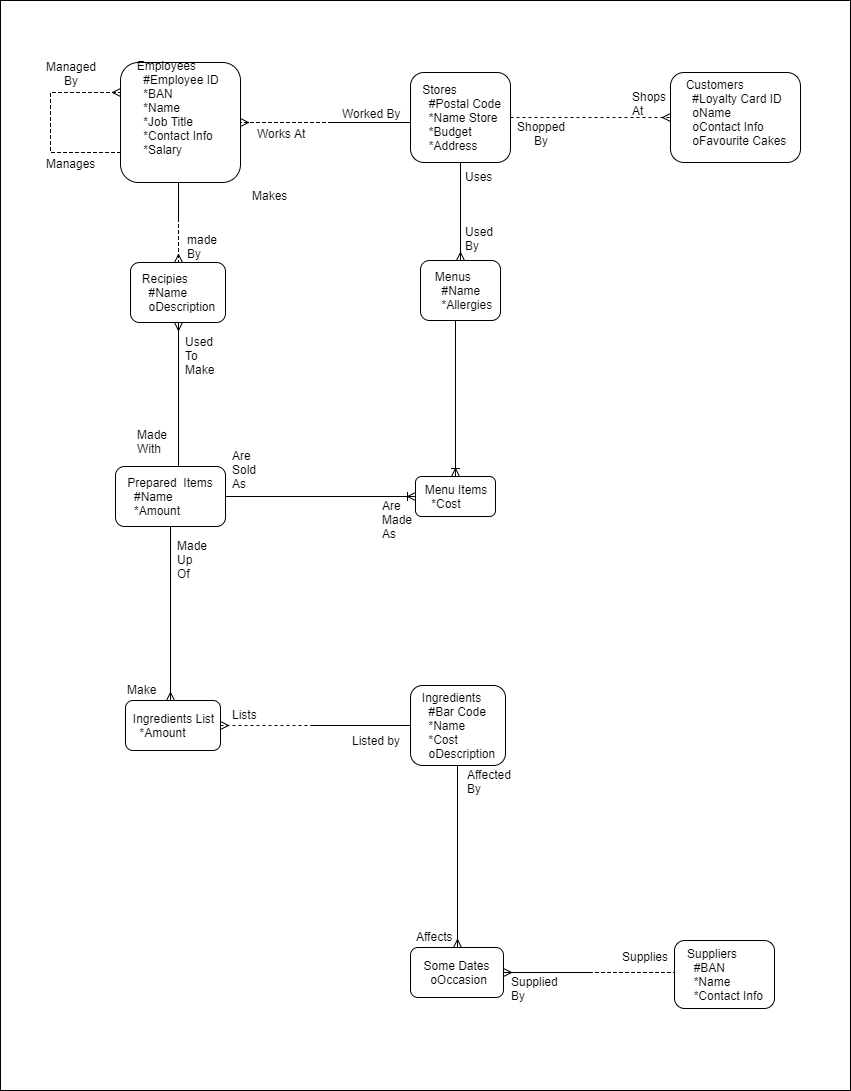 Managed
By
Employees
#Employee ID
*BAN
*Name
*Job Title
*Contact Info
*Salary
Manages
Works At
Worked By
Stores
#Postal Code
*Name Store
*Budget
*Address
Shopped
By
Shops
At
Customers
#Loyalty Card ID
oName
oContact Info
oFavourite Cakes
Makes
made
By
Uses
Used
By
Recipies
#Name
oDescription
Menus
#Name
*Allergies
Used
To
Make
Made
With
Are
Sold
As
Prepared  Items
#Name
*Amount
Are
Made
As
Menu Items
*Cost
Made
Up
Of
Make
Ingredients List
*Amount
Lists
Listed by
Ingredients
#Bar Code
*Name
*Cost
oDescription
Affected
By
Affects
Some Dates
oOccasion
Supplied
By
Supplies
Suppliers
#BAN
*Name
*Contact Info